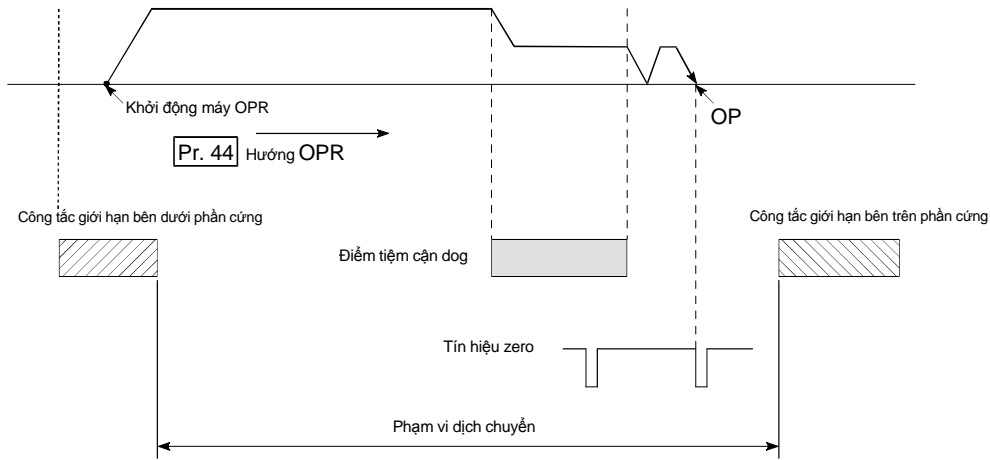 Khởi động máy OPR
OP
Pr. 44 Hướng OPR
Công tắc giới hạn bên dưới phần cứng
Công tắc giới hạn bên trên phần cứng
Điểm tiệm cận dog
Tín hiệu zero
Phạm vi dịch chuyển